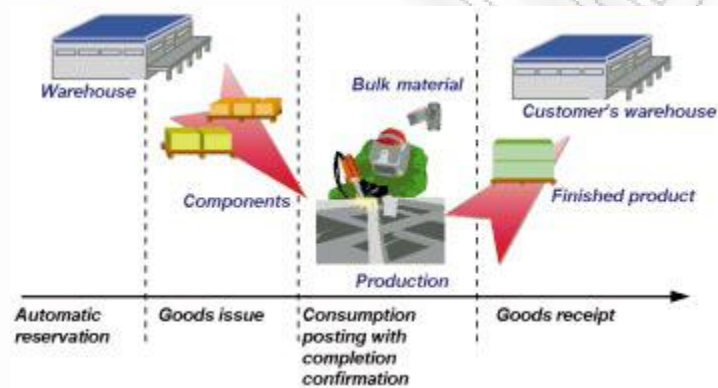 Warehouse
Bulk material
Customer's warehouse
Components
Finished product
Production
Automatic
reservation
Goods issue
Consumption
posting with
completion
confirmation
Goods receipt